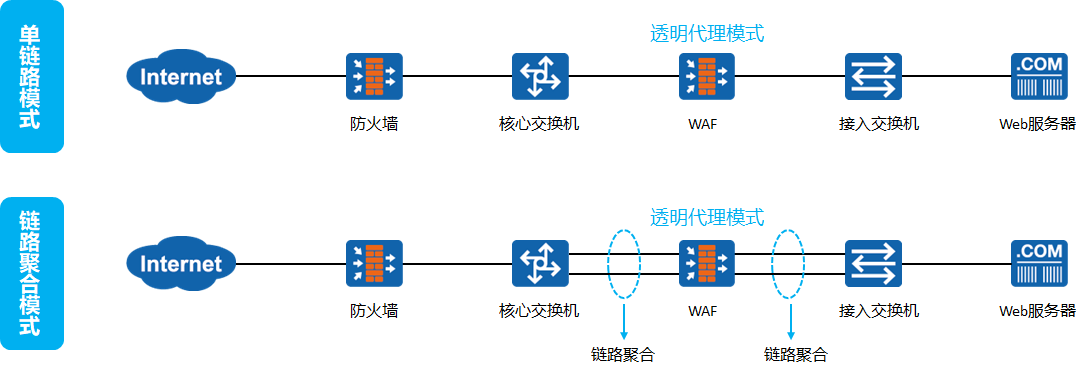 单链路模式
透明代理模式
Internet
.COM
防火墙
核心交换机
WAF
接入交换机
Web服务器
链路聚合模式
透明代理模式
Internet
.COM
防火墙
核心交换机
WAF
接入交换机
Web服务器
链路聚合
链路聚合